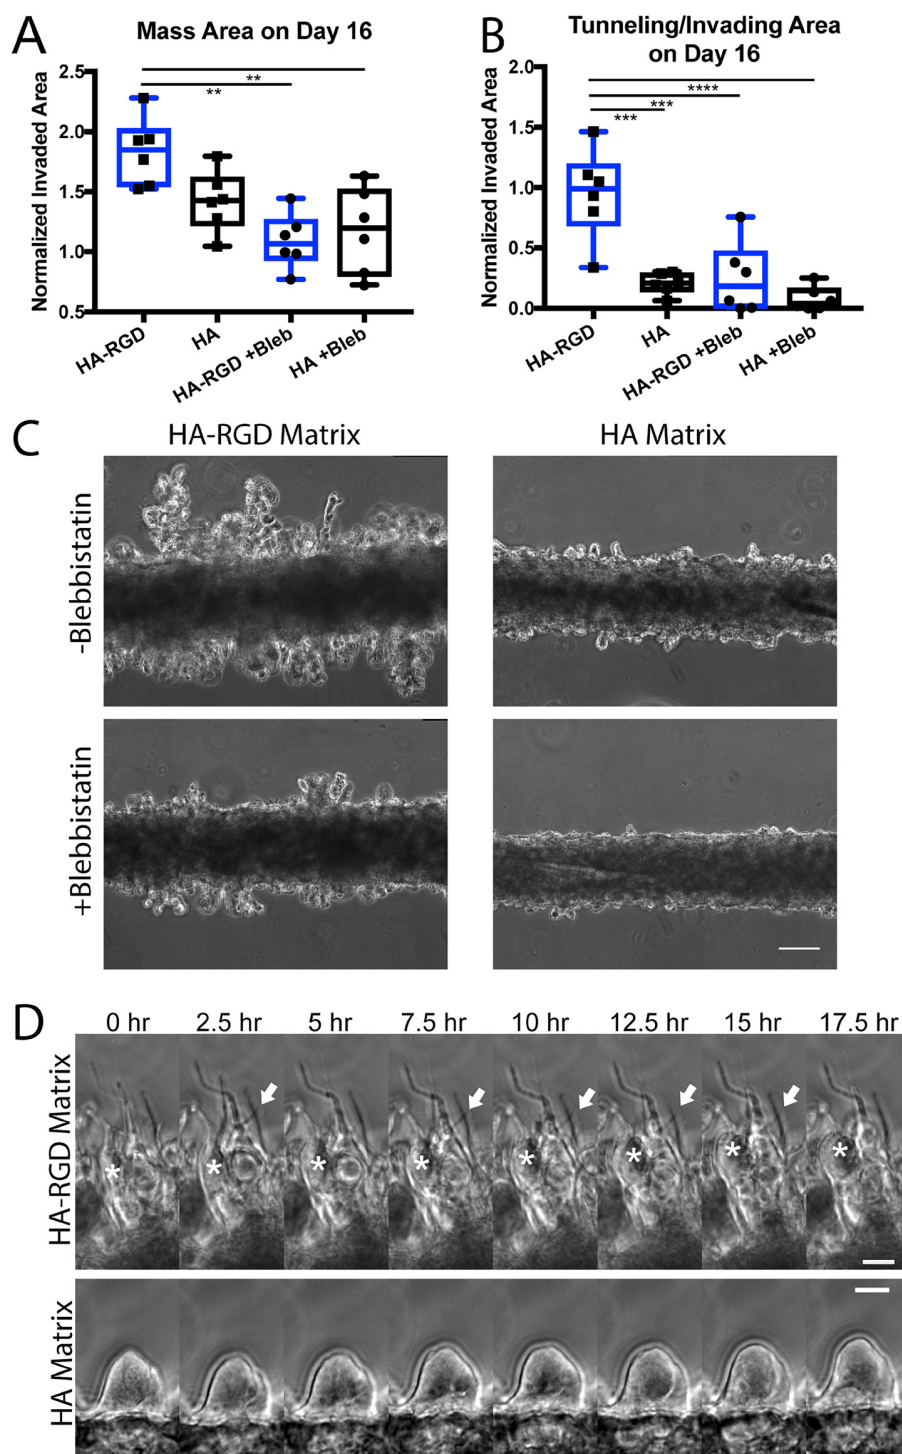 A
Mass Area on Day 16
Normalized Invaded Area
2.5
2.0
1.5
1.0
0.5
**
**
HA-RGD
HA
HA-RGD +Bleb
HA +Bleb
B
Tunneling/Invading Area
on Day 16
Normalized Invaded Area
2.0
1.5
1.0
0.5
0.0
****
***
***
HA-RGD
HA
HA-RGD +Bleb
HA +Bleb
C
HA-RGD Matrix
HA Matrix
-Blebbistatin
+Blebbistatin
D
0 hr 2.5 hr 5 hr 7.5 hr 10 hr 12.5 hr 15 hr 17.5 hr
HA-RGD Matrix
* * * * * * * *
HA Matrix